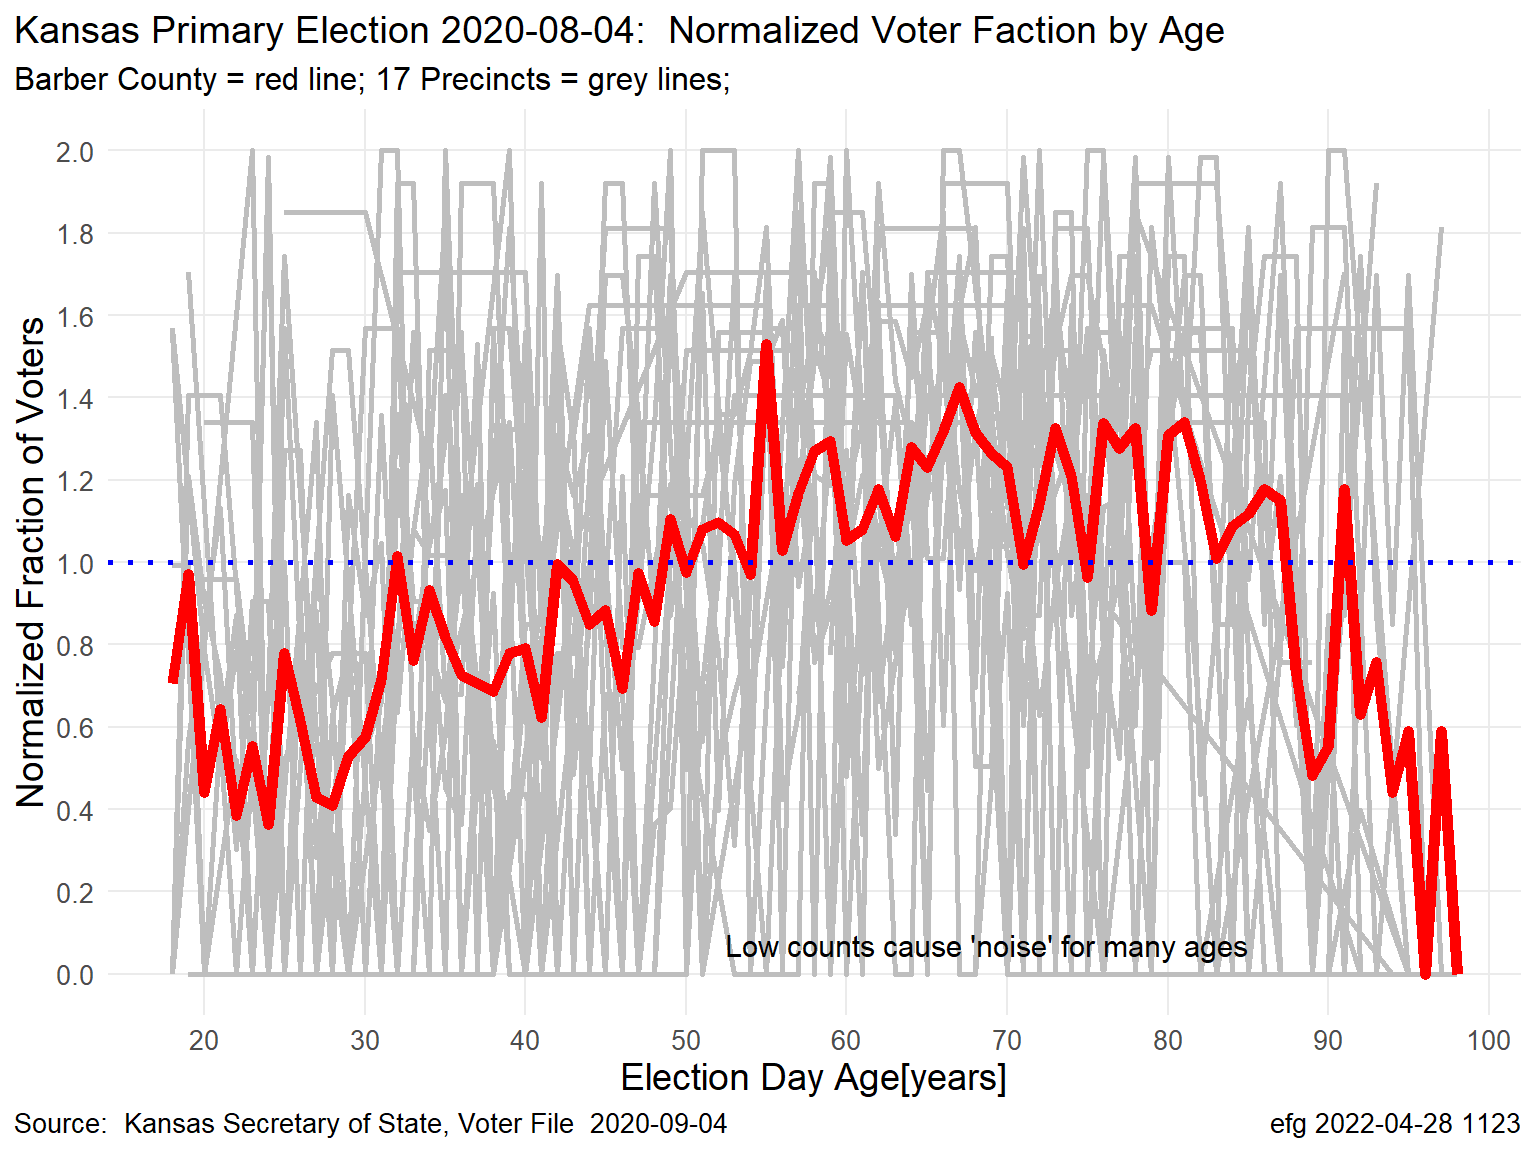 Kansas Primary Election 2020-08-04:  Normalized Voter Faction by Age
Barber County = red line; 17 Precincts = grey lines;
Normalized Fraction of Voters
2.0
1.8
1.6
1.4
1.2
1.0
0.8
0.6
0.4
0.2
0.0
Low counts cause 'noise' for many ages
20 30 40 50 60 70 80 90 100
Election Day Age[years]
Source:  Kansas Secretary of State, Voter File  2020-09-04
efg 2022-04-28 1123